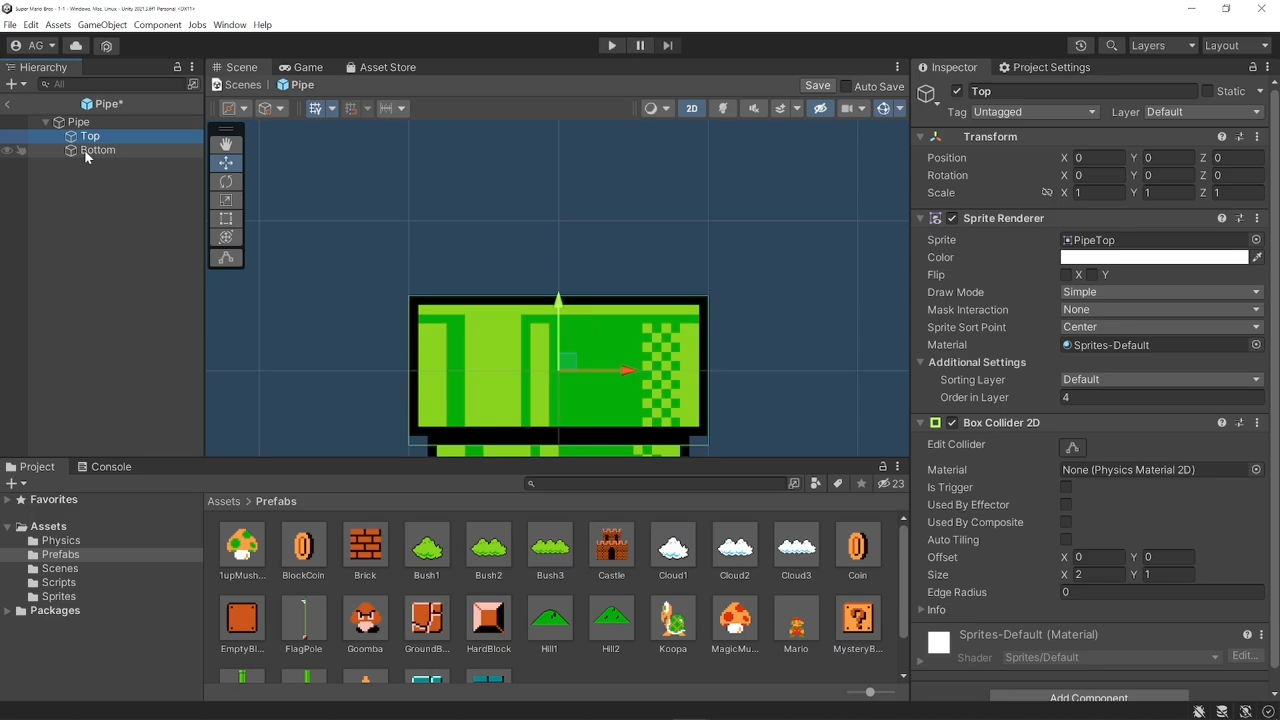 Super Mario Bros - 1-1 - Windows, Mac, Linux - Unity 2021.3.6f1 Personal <DX11>
File Edit Assets GameObject Component Jobs Window Help
AG Layers Layout
Hierarchy Scene Game Asset Store Inspector Project Settings
All Scenes Pipe Save Auto Save Top Static
Pipe* 2D Tag Untagged Layer Default
Pipe
Top
Bottom
Transform
Position X 0 Y 0 Z 0
Rotation X 0 Y 0 Z 0
Scale X 1 Y 1 Z 1
Sprite Renderer
Sprite PipeTop
Color
Flip X Y
Draw Mode Simple
Mask Interaction None
Sprite Sort Point Center
Material Sprites-Default
Additional Settings
Sorting Layer Default
Order in Layer 4
Box Collider 2D
Edit Collider
Material None (Physics Material 2D)
Is Trigger
Used By Effector
Used By Composite
Auto Tiling
Offset X 0 Y 0
Size X 2 Y 1
Edge Radius 0
Info
Sprites-Default (Material)
Shader Sprites/Default Edit...
Add Component
Project Console
23
Favorites
Assets
Physics
Prefabs
Scenes
Scripts
Sprites
Packages
Assets > Prefabs
1upMush... BlockCoin Brick Bush1 Bush2 Bush3 Castle Cloud1 Cloud2 Cloud3 Coin
EmptyBl... FlagPole Goomba GroundB... HardBlock Hill1 Hill2 Koopa MagicMu... Mario MysteryB...